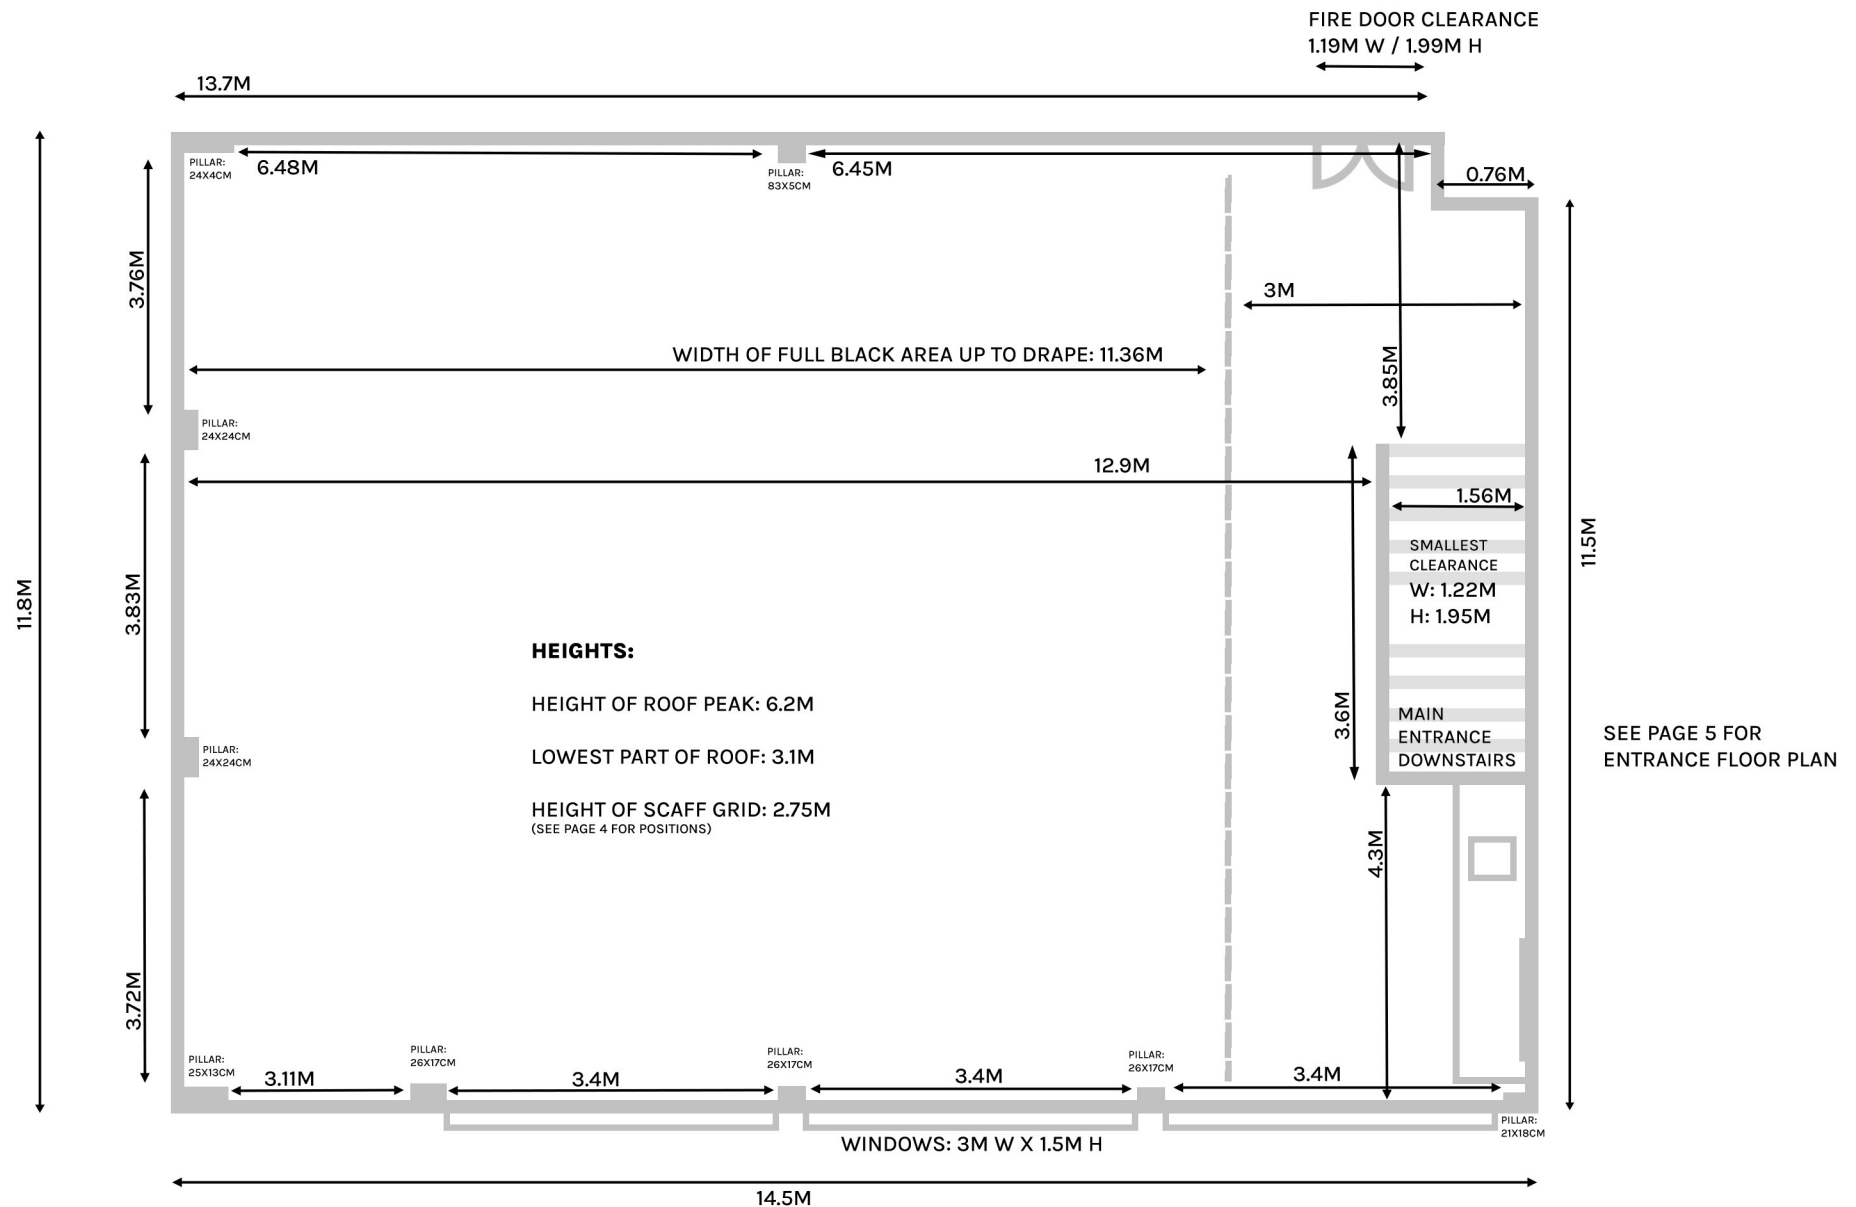 FIRE DOOR CLEARANCE
1.19M W / 1.99M H
13.7M
PILLAR:
24X4CM
6.48M
PILLAR:
83X5CM
6.45M
0.76M
3.76M
3M
WIDTH OF FULL BLACK AREA UP TO DRAPE: 11.36M
3.85M
PILLAR:
24X24CM
12.9M
1.56M
11.5M
SMALLEST
CLEARANCE
W: 1.22M
H: 1.95M
11.8M
3.83M
HEIGHTS:
HEIGHT OF ROOF PEAK: 6.2M
LOWEST PART OF ROOF: 3.1M
HEIGHT OF SCAFF GRID: 2.75M
(SEE PAGE 4 FOR POSITIONS)
3.6M
MAIN
ENTRANCE
DOWNSTAIRS
SEE PAGE 5 FOR
ENTRANCE FLOOR PLAN
PILLAR:
24X24CM
4.3M
3.72M
PILLAR:
25X13CM
3.11M
PILLAR:
26X17CM
3.4M
PILLAR:
26X17CM
3.4M
PILLAR:
26X17CM
3.4M
PILLAR:
21X18CM
WINDOWS: 3M W X 1.5M H
14.5M